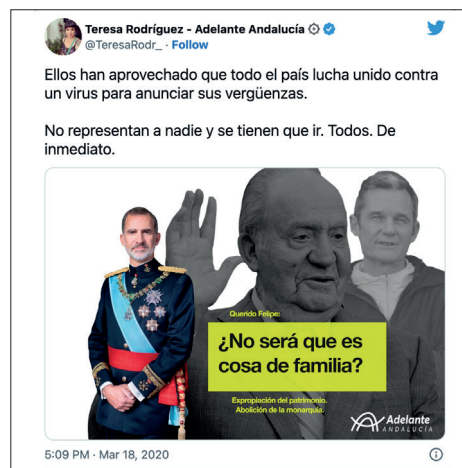 Teresa Rodríguez - Adelante Andalucía
@TeresaRodr_ · Follow
Ellos han aprovechado que todo el país lucha unido contra
un virus para anunciar sus vergüenzas.
No representan a nadie y se tienen que ir. Todos. De
inmediato.
Querido Felipe:
¿No será que es
cosa de familia?
Expropiación del patrimonio.
Abolición de la monarquía.
Adelante
ANDALUCÍA
5:09 PM · Mar 18, 2020